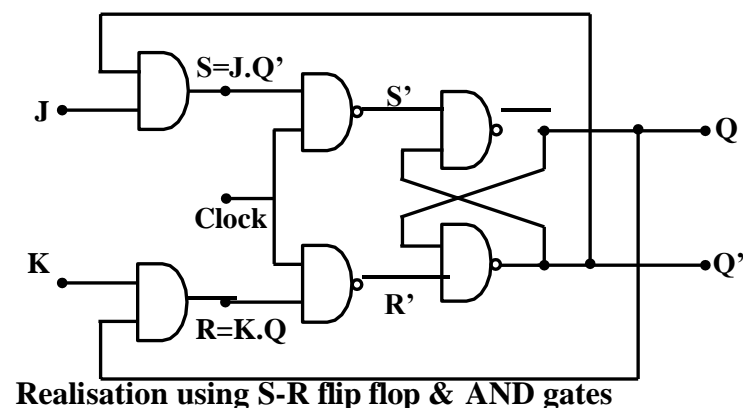 S=J.Q’
J
S’
Q
Clock
K
Q’
R’
R=K.Q
Realisation using S-R flip flop & AND gates